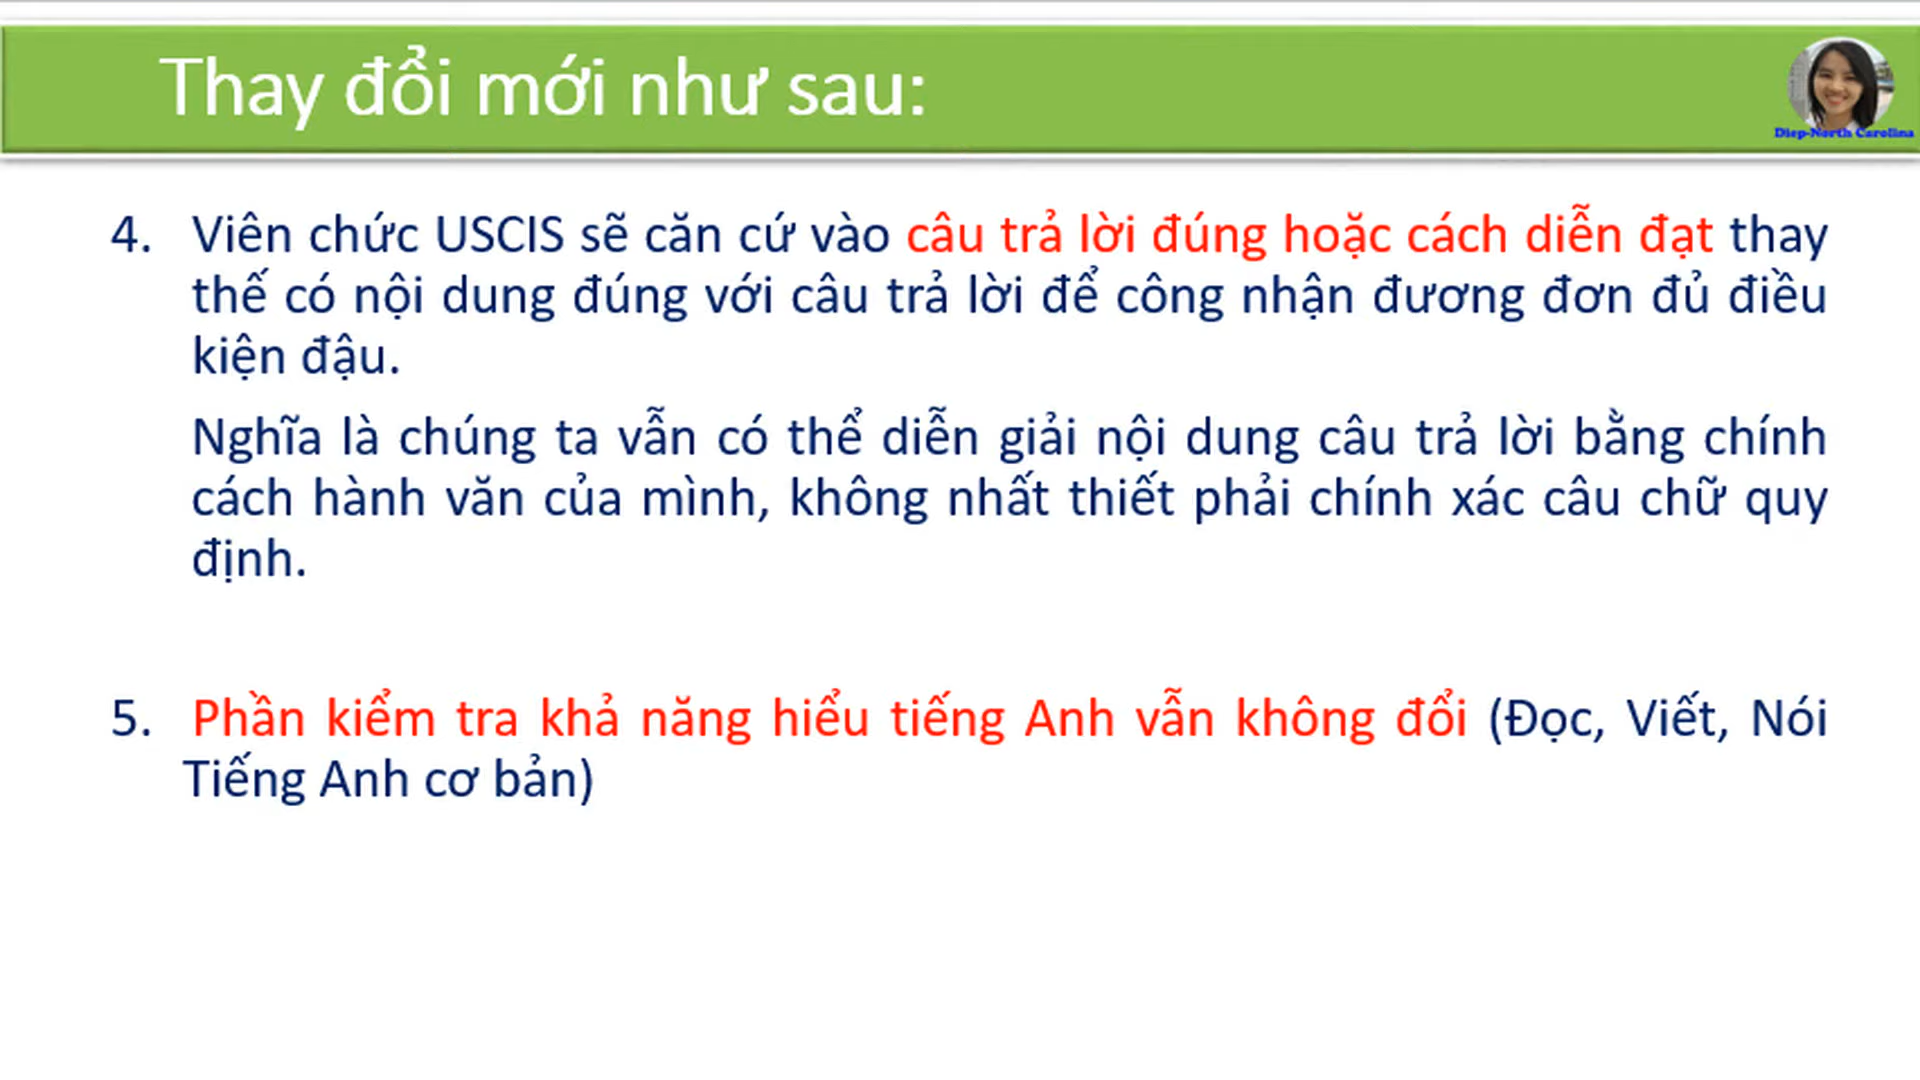 Thay đổi mới như sau:
Diep-North Carolina
4. Viên chức USCIS sẽ căn cứ vào câu trả lời đúng hoặc cách diễn đạt thay
thế có nội dung đúng với câu trả lời để công nhận đương đơn đủ điều
kiện đậu.
Nghĩa là chúng ta vẫn có thể diễn giải nội dung câu trả lời bằng chính
cách hành văn của mình, không nhất thiết phải chính xác câu chữ quy
định.
5. Phần kiểm tra khả năng hiểu tiếng Anh vẫn không đổi (Đọc, Viết, Nói
Tiếng Anh cơ bản)